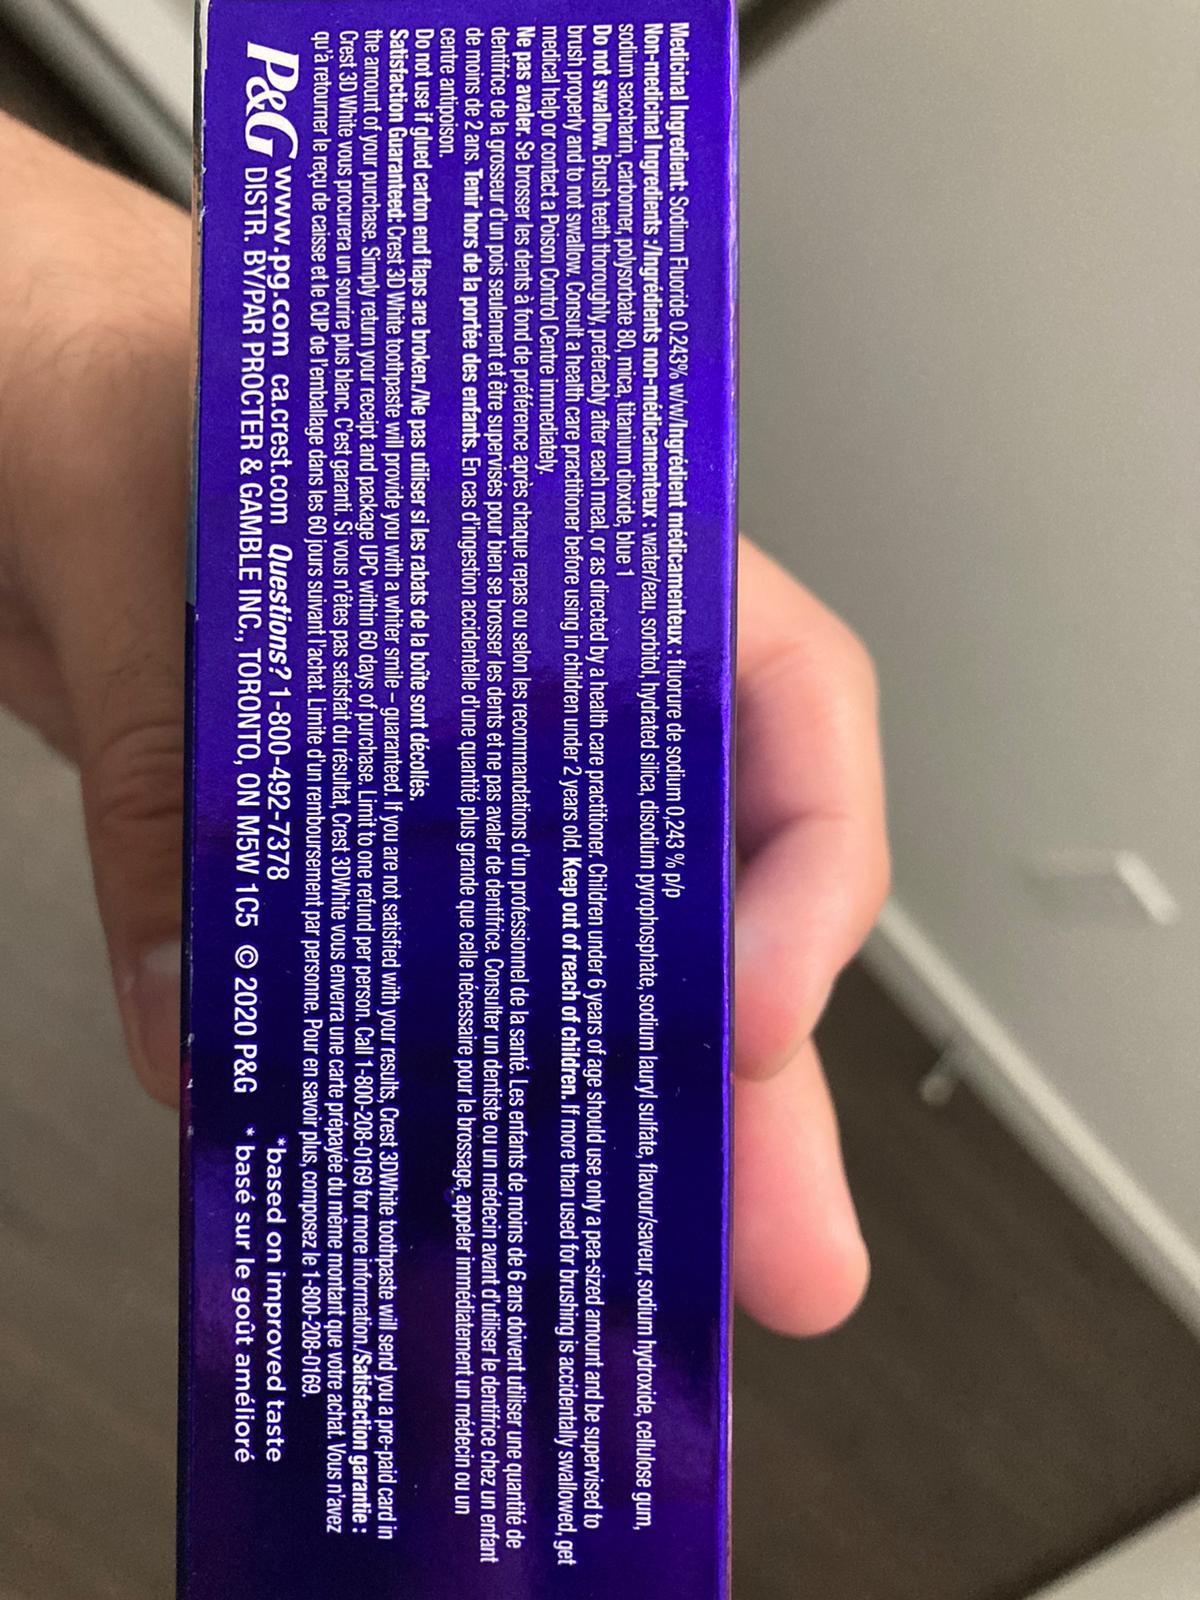 Medicinal Ingredient: Sodium Fluoride 0.243% w/w/Ingrédient médicamenteux : fluorure de sodium 0,243 % p/p
Non-medicinal Ingredients :/Ingrédients non-médicamenteux : water/eau, sorbitol, hydrated silica, disodium pyrophosphate, sodium lauryl sulfate, flavour/saveur, sodium hydroxide, cellulose gum,
sodium saccharin, carbomer, polysorbate 80, mica, titanium dioxide, blue 1
Do not swallow. Brush teeth thoroughly, preferably after each meal, or as directed by a health care practitioner. Children under 6 years of age should use only a pea-sized amount and be supervised to
brush properly and to not swallow. Consult a health care practitioner before using in children under 2 years old. Keep out of reach of children. If more than used for brushing is accidentally swallowed, get
medical help or contact a Poison Control Centre immediately.
Ne pas avaler. Se brosser les dents à fond de préférence après chaque repas ou selon les recommandations d'un professionnel de la santé. Les enfants de moins de 6 ans doivent utiliser une quantité de
dentifrice de la grosseur d'un pois seulement et être supervisés pour bien se brosser les dents et ne pas avaler de dentifrice. Consulter un dentiste ou un médecin avant d'utiliser le dentifrice chez un enfant
de moins de 2 ans. Tenir hors de la portée des enfants. En cas d'ingestion accidentelle d'une quantité plus grande que celle nécessaire pour le brossage, appeler immédiatement un médecin ou un
centre antipoison.
Do not use if glued carton end flaps are broken./Ne pas utiliser si les rabats de la boîte sont décollés.
Satisfaction Guaranteed: Crest 3D White toothpaste will provide you with a whiter smile – guaranteed. If you are not satisfied with your results, Crest 3DWhite toothpaste will send you a pre-paid card in
the amount of your purchase. Simply return your receipt and package UPC within 60 days of purchase. Limit to one refund per person. Call 1-800-208-0169 for more information./Satisfaction garantie :
Crest 3D White vous procurera un sourire plus blanc. C'est garanti. Si vous n'êtes pas satisfait du résultat, Crest 3DWhite vous enverra une carte prépayée du même montant que votre achat. Vous n'avez
qu'à retourner le reçu de caisse et le CUP de l'emballage dans les 60 jours suivant l'achat. Limite d'un remboursement par personne. Pour en savoir plus, composez le 1-800-208-0169.
P&G www.pg.com ca.crest.com Questions? 1-800-492-7378
DISTR. BY/PAR PROCTER & GAMBLE INC., TORONTO, ON M5W 1C5 © 2020 P&G
*based on improved taste
* basé sur le goût amélioré